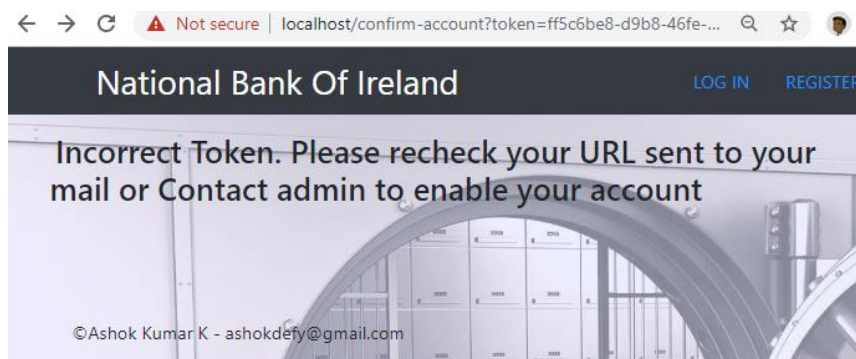 Not secure | localhost/confirm-account?token=ff5c6be8-d9b8-46fe-...
National Bank Of Ireland LOG IN REGISTER
Incorrect Token. Please recheck your URL sent to your
mail or Contact admin to enable your account
©Ashok Kumar K - ashokdefy@gmail.com